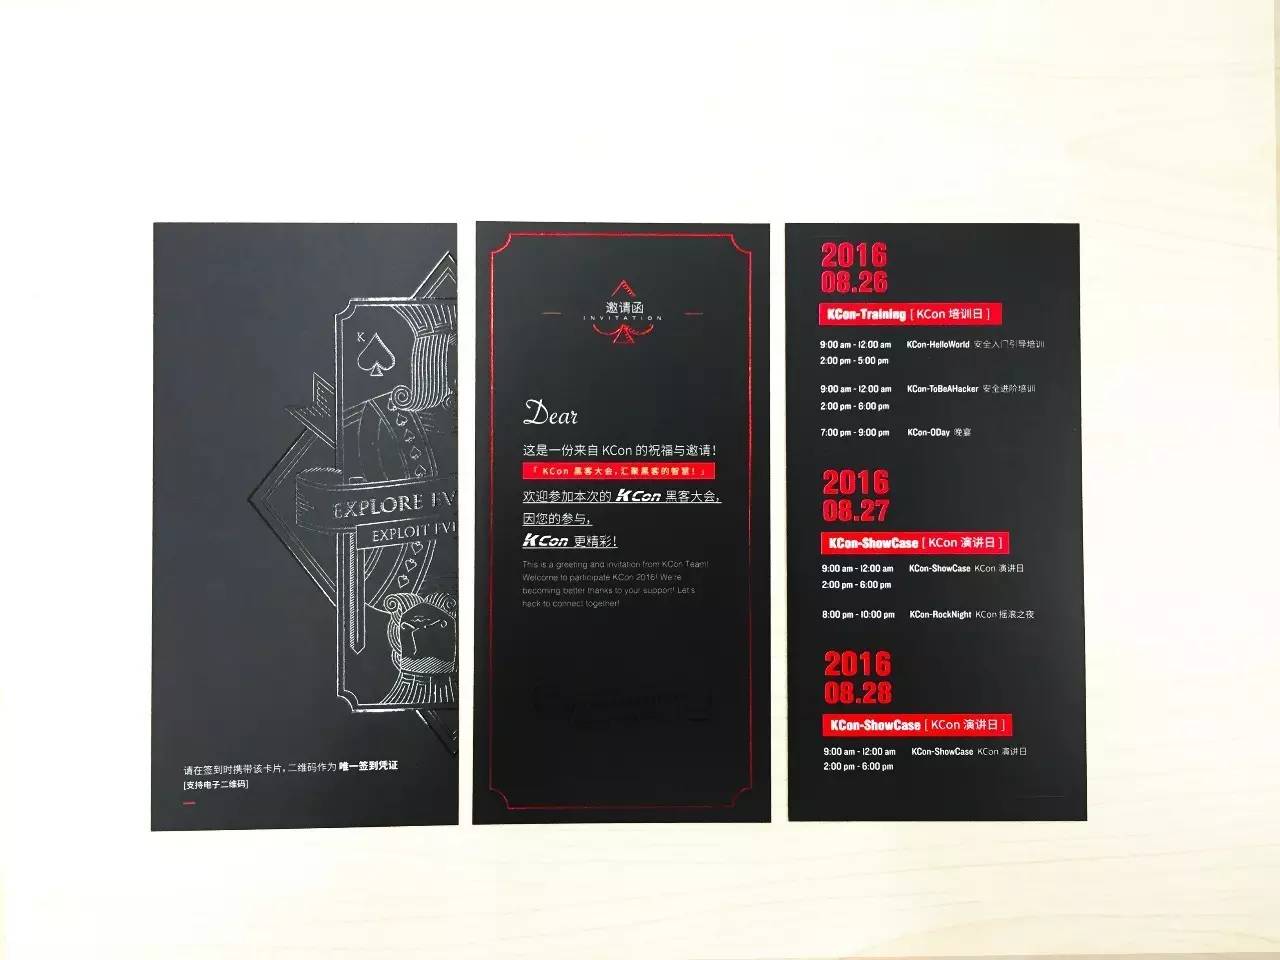 K
EXPLORE EV
EXPLOIT EVE
请在签到时携带该卡片，二维码作为 唯一签到凭证
[支持电子二维码]
邀请函
INVITATION
Dear
这是一份来自 KCon 的祝福与邀请！
「 KCon 黑客大会，汇聚黑客的智慧！」
欢迎参加本次的 KCon 黑客大会，
因您的参与，
KCon 更精彩！
This is a greeting and invitation from KCon Team!
Welcome to participate KCon 2016! We're
becoming better thanks to your support! Let's
hack to connect together!
2016
08.26
KCon-Training [ KCon 培训日 ]
9:00 am - 12:00 am KCon-HelloWorld 安全入门引导培训
2:00 pm - 5:00 pm
9:00 am - 12:00 am KCon-ToBeAHacker 安全进阶培训
2:00 pm - 6:00 pm
7:00 pm - 9:00 pm KCon-0Day 晚宴
2016
08.27
KCon-ShowCase [ KCon 演讲日 ]
9:00 am - 12:00 am KCon-ShowCase KCon 演讲日
2:00 pm - 6:00 pm
8:00 pm - 10:00 pm KCon-RockNight KCon 摇滚之夜
2016
08.28
KCon-ShowCase [ KCon 演讲日 ]
9:00 am - 12:00 am KCon-ShowCase KCon 演讲日
2:00 pm - 6:00 pm